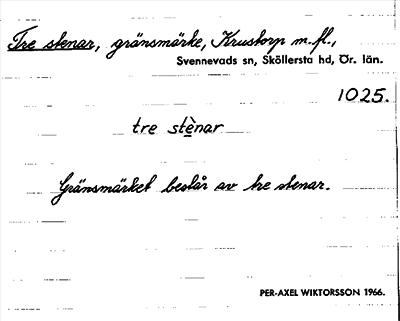 Tre stenar, gränsmärke, Krustorp m.fl.,
Svennevads sn, Sköllersta hd, Ör. län.
1025.
tre stènar
Gränsmärket består av tre stenar.
PER-AXEL WIKTORSSON 1966.